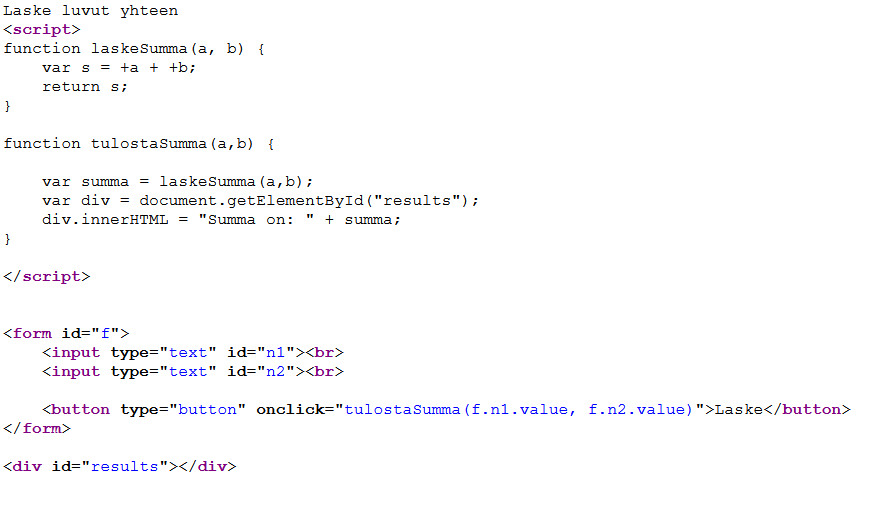 Laske luvut yhteen
<script>
function laskeSumma(a, b) {
    var s = +a + +b;
    return s;
}
function tulostaSumma(a,b) {
    var summa = laskeSumma(a,b);
    var div = document.getElementById("results");
    div.innerHTML = "Summa on: " + summa;
}
</script>
<form id="f">
    <input type="text" id="n1"><br>
    <input type="text" id="n2"><br>
    <button type="button" onclick="tulostaSumma(f.n1.value, f.n2.value)">Laske</button>
</form>
<div id="results"></div>